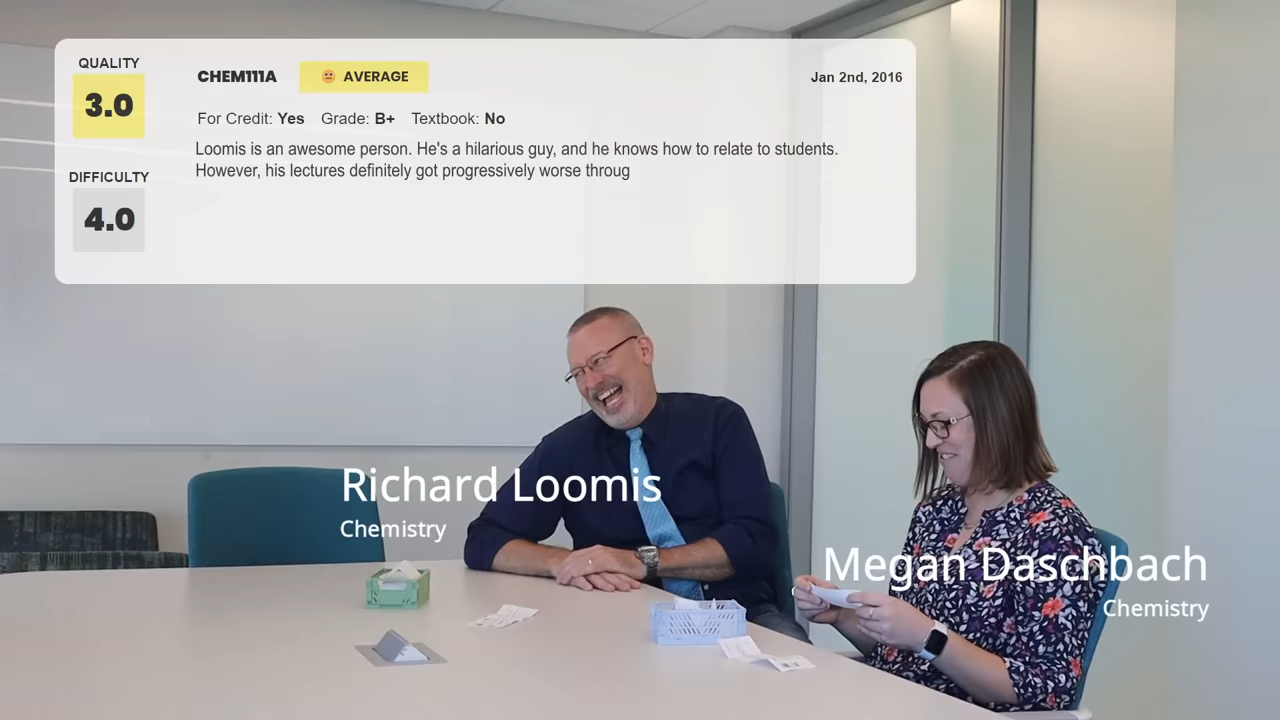 QUALITY
3.0
DIFFICULTY
4.0
CHEM111A
AVERAGE
Jan 2nd, 2016
For Credit: Yes Grade: B+ Textbook: No
Loomis is an awesome person. He's a hilarious guy, and he knows how to relate to students.
However, his lectures definitely got progressively worse throug
Richard Loomis
Chemistry
Megan Daschbach
Chemistry